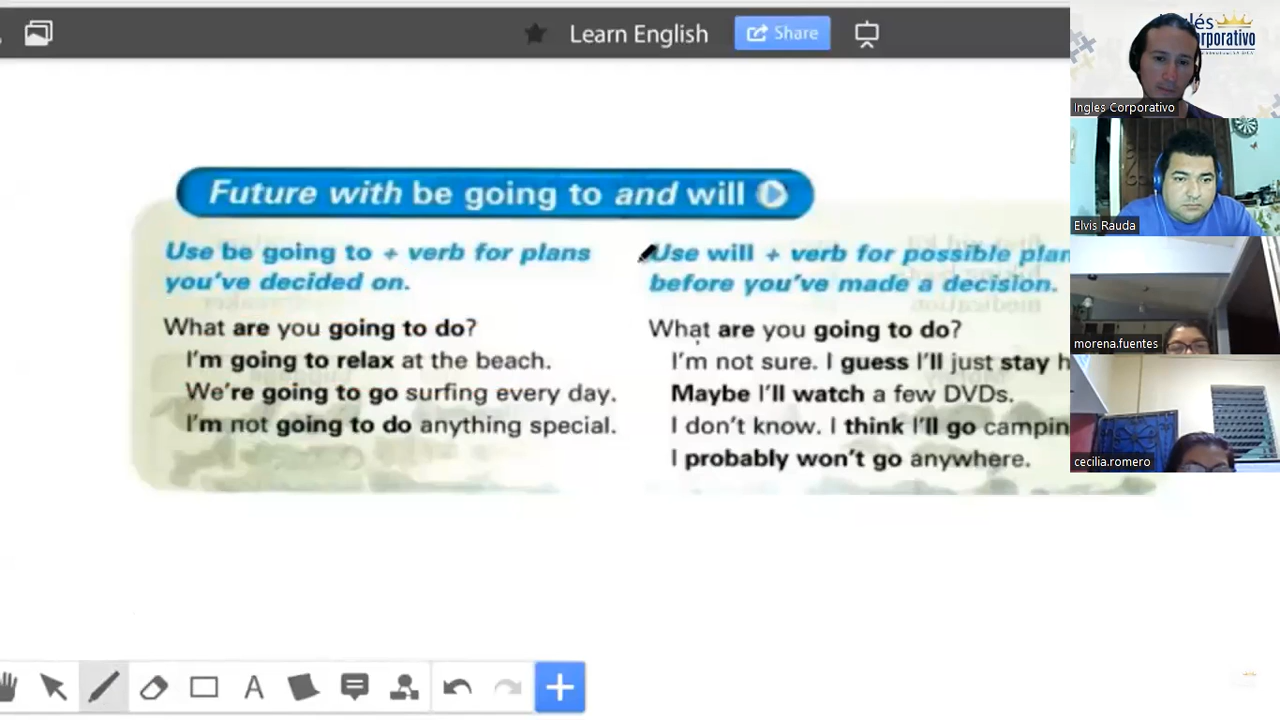 Learn English
Share
Future with be going to and will
Use be going to + verb for plans
you've decided on.
What are you going to do?
I'm going to relax at the beach.
We're going to go surfing every day.
I'm not going to do anything special.
Use will + verb for possible plan
before you've made a decision.
What are you going to do?
I'm not sure. I guess I'll just stay h
Maybe I'll watch a few DVDs.
I don't know. I think I'll go campin
I probably won't go anywhere.
Inglés
Corporativo
Ingles Corporativo
Elvis Rauda
morena.fuentes
cecilia.romero
A